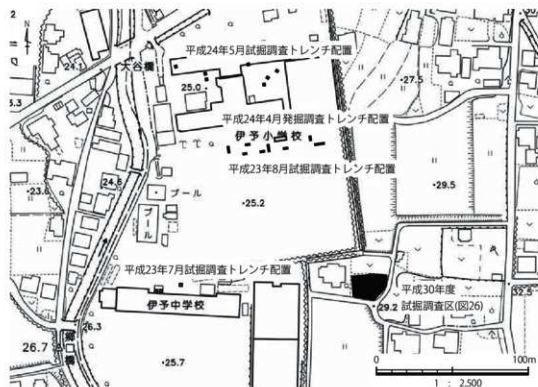 N
平成24年5月試掘調査トレンチ配置
大谷橋
24.1
25.0
27.5
平成24年4月発掘調査トレンチ配置
伊予小学校
平成23年8月試掘調査トレンチ配置
24.5
23.6
プール
29.5
25.2
プール
平成23年7月試掘調査トレンチ配置
平成30年度
試掘調査区(図26)
29.2
32.5
伊予中学校
26.3
26.7
25.7
0 100m
1 : 2,500